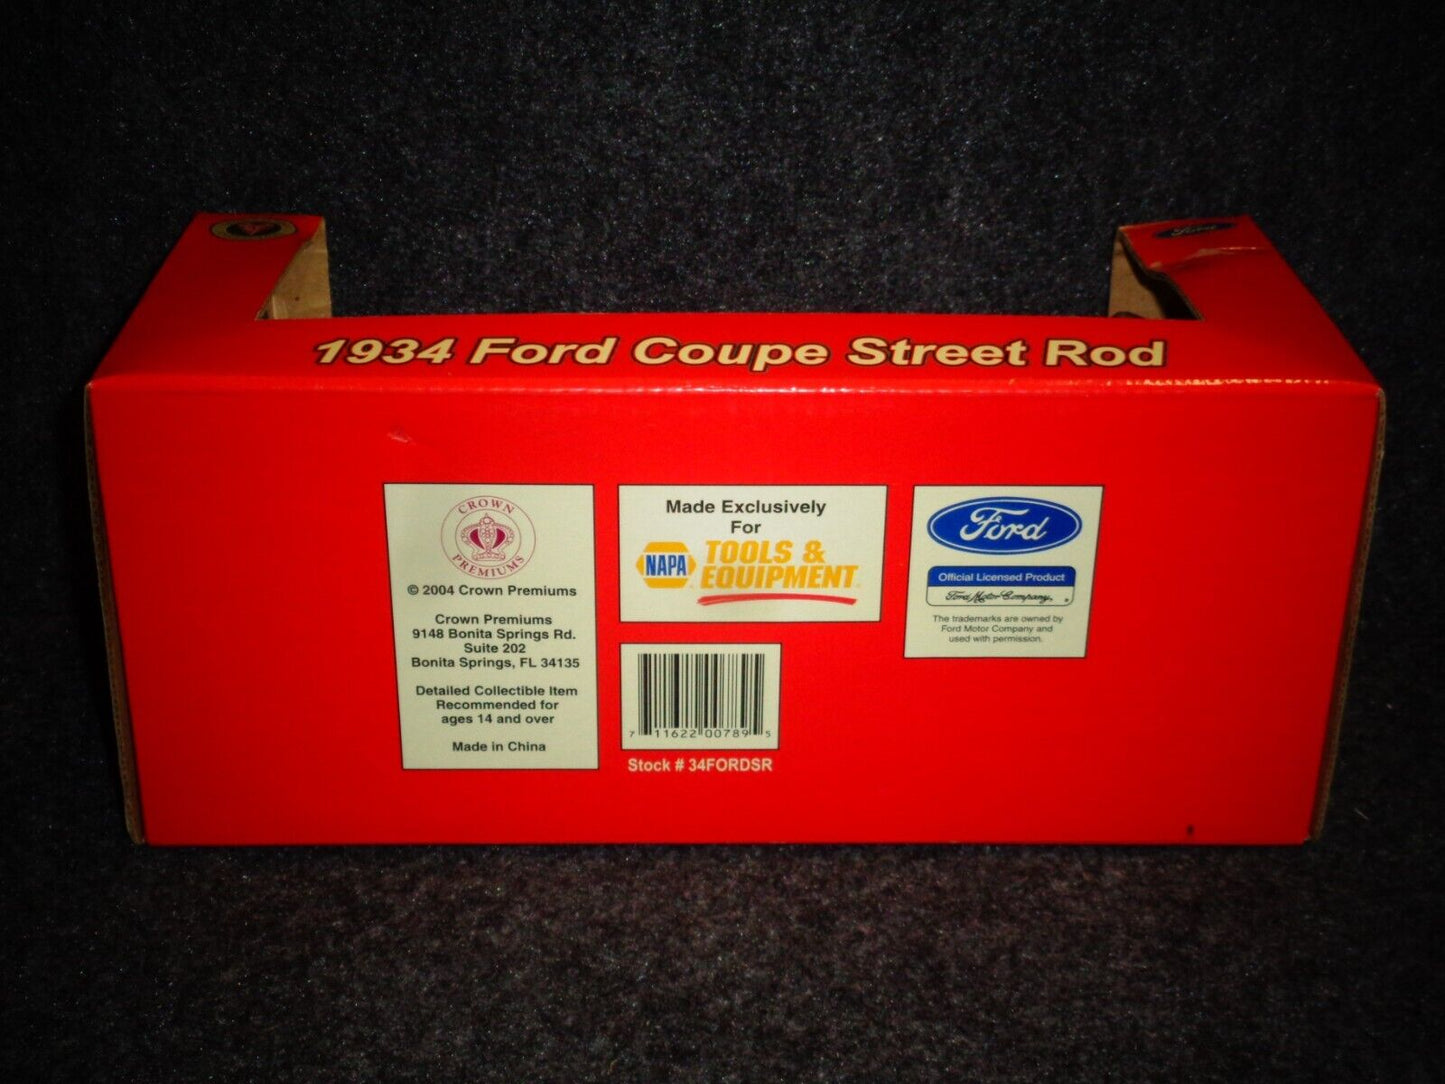 Ford
1934 Ford Coupe Street Rod
CROWN
PREMIUMS
© 2004 Crown Premiums
Crown Premiums
9148 Bonita Springs Rd.
Suite 202
Bonita Springs, FL 34135
Detailed Collectible Item
Recommended for
ages 14 and over
Made in China
Made Exclusively
For
NAPA TOOLS &
EQUIPMENT
7 11622 00789 5
Stock # 34FORDSR
Ford
Official Licensed Product
Ford Motor Company
The trademarks are owned by
Ford Motor Company and
used with permission.